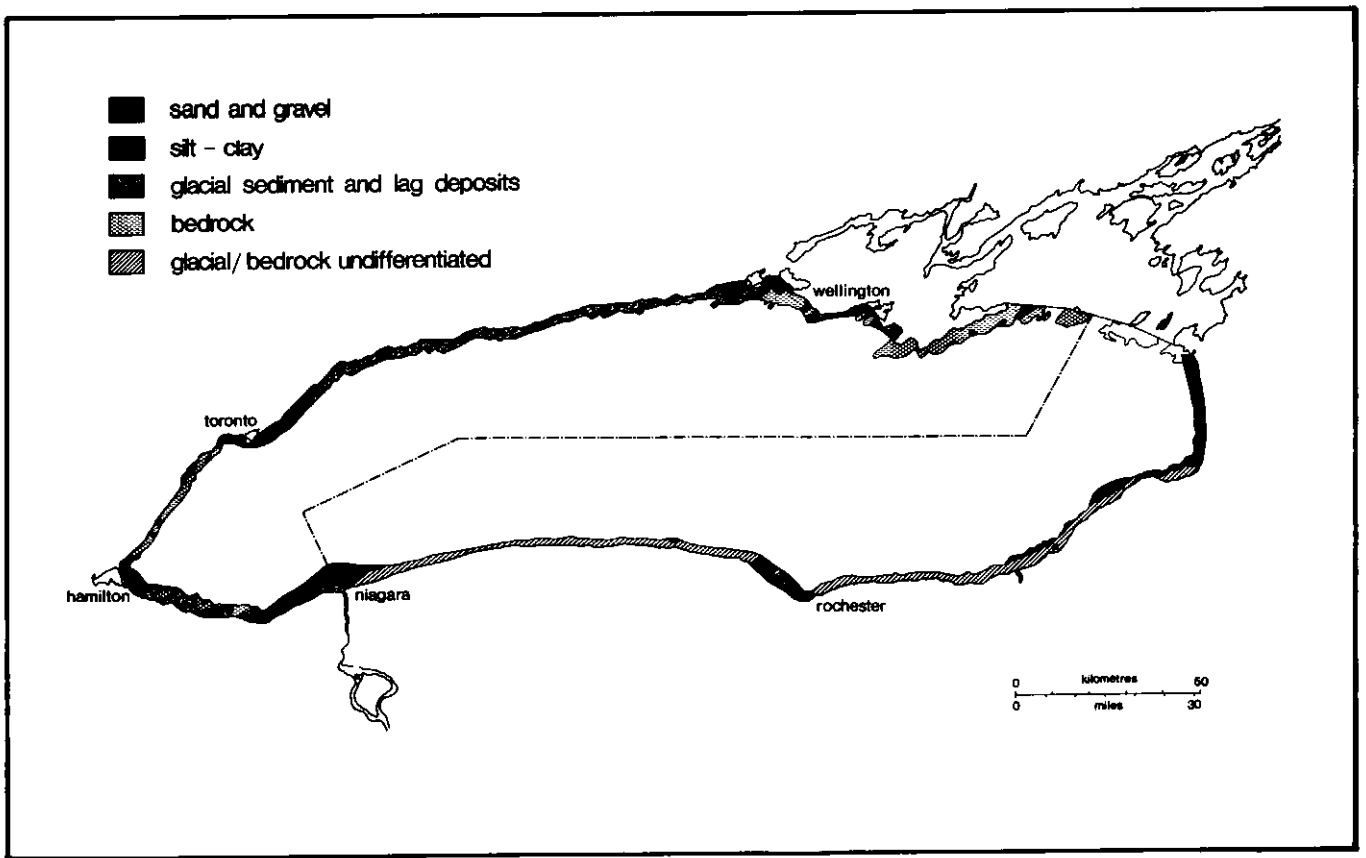 sand and gravel
silt - clay
glacial sediment and lag deposits
bedrock
glacial/bedrock undifferentiated
wellington
toronto
hamilton
niagara
rochester
0 kilometres 50
0 miles 30